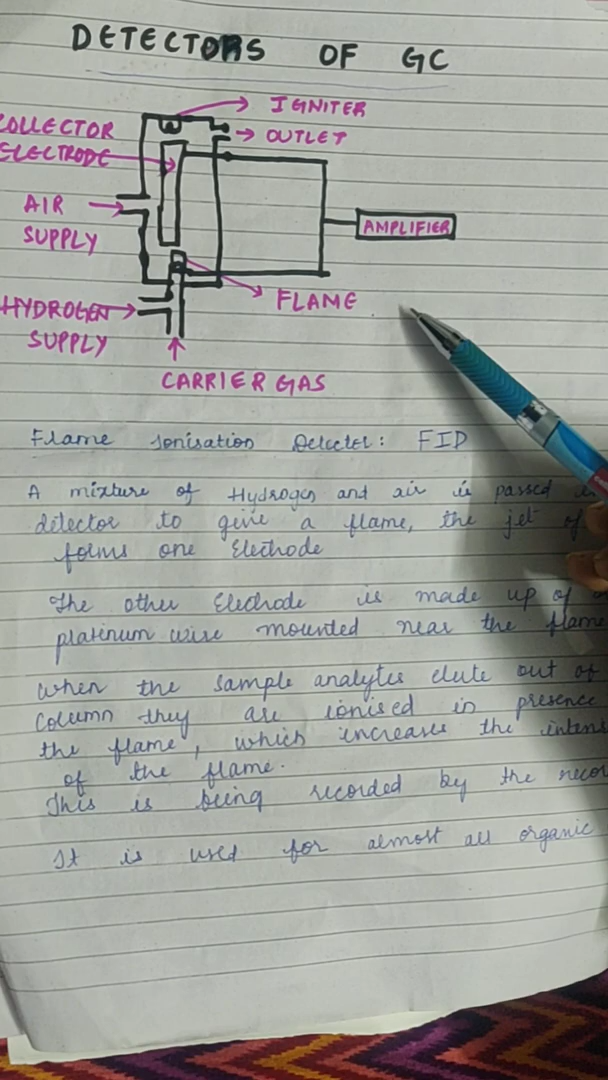 DETECTORS OF GC
IGNITER
COLLECTOR
ELECTRODE
OUTLET
AIR
SUPPLY
AMPLIFIER
FLAME
HYDROGEN
SUPPLY
CARRIER GAS
Flame Ionisation Detector: FID
A mixture of Hydrogen and air is passed
detector to give a flame, the jet of
forms one Electrode
The other Electrode is made up of
platinum wire mounted near the flame
when the sample analytes elute out of
Column they are ionised in presence
the flame, which increases the intens
of the flame.
This is being recorded by the recor
It is used for almost all organic